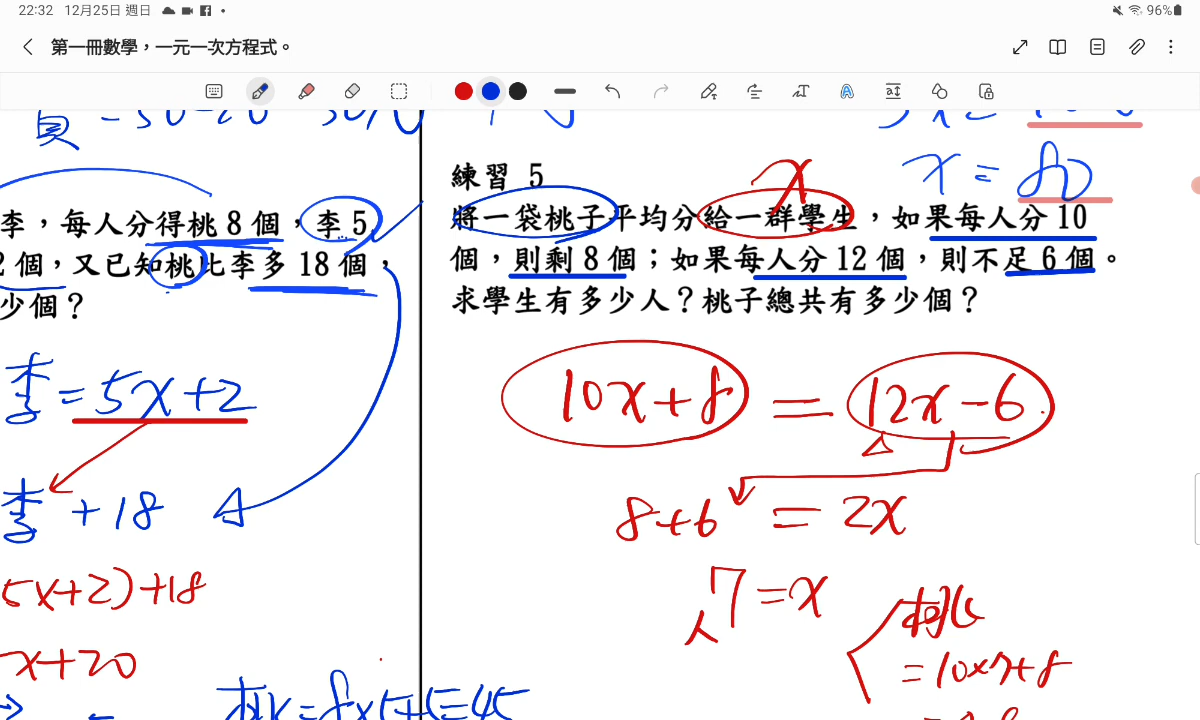 22:32 12月25日 週日
96%
第一冊數學，一元一次方程式。
x =
李，每人分得桃 8 個，李 5
2 個，又已知桃比李多 18 個，
少個？
李 = 5x+2
李 +18
5x+2)+18
x+20
桃 = 8×5+5=45
x = 80
練習 5
x
將一袋桃子平均分給一群學生，如果每人分 10
個，則剩 8 個；如果每人分 12 個，則不足 6 個。
求學生有多少人？桃子總共有多少個？
10x+8 = 12x-6
8+6 = 2x
7 = x
人
桃
= 10×7+8